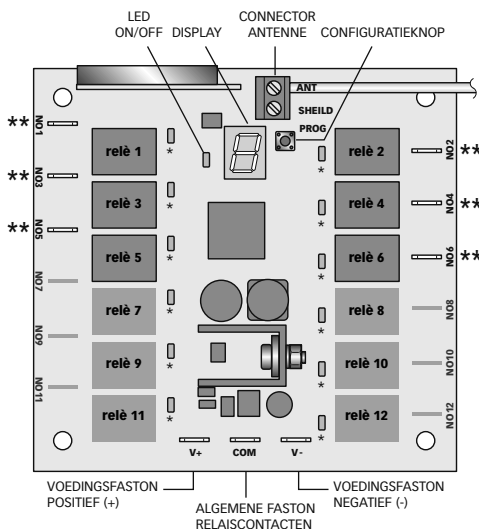 LED
ON/OFF
DISPLAY
CONNECTOR
ANTENNE
CONFIGURATIEKNOP
ANT
SHEILD
PROG
**
NO1
relè 1
*
relè 2
*
NO2
**
**
NO3
relè 3
*
relè 4
*
NO4
**
**
NO5
relè 5
*
relè 6
*
NO6
**
NO7
relè 7
*
relè 8
*
NO8
NO9
relè 9
*
relè 10
*
NO10
NO11
relè 11
*
relè 12
*
NO12
V+
COM
V-
VOEDINGSFASTON
POSITIEF (+)
ALGEMENE FASTON
RELAISCONTACTEN
VOEDINGSFASTON
NEGATIEF (-)